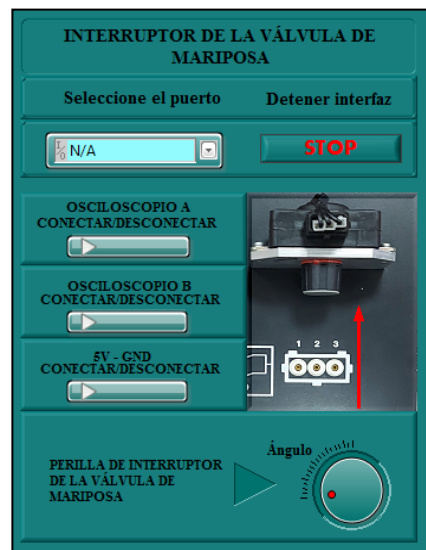 INTERRUPTOR DE LA VÁLVULA DE
MARIPOSA
Seleccione el puerto
Detener interfaz
I/O N/A
STOP
OSCILOSCOPIO A
CONECTAR/DESCONECTAR
OSCILOSCOPIO B
CONECTAR/DESCONECTAR
5V - GND
CONECTAR/DESCONECTAR
1 2 3
PERILLA DE INTERRUPTOR
DE LA VÁLVULA DE
MARIPOSA
Ángulo